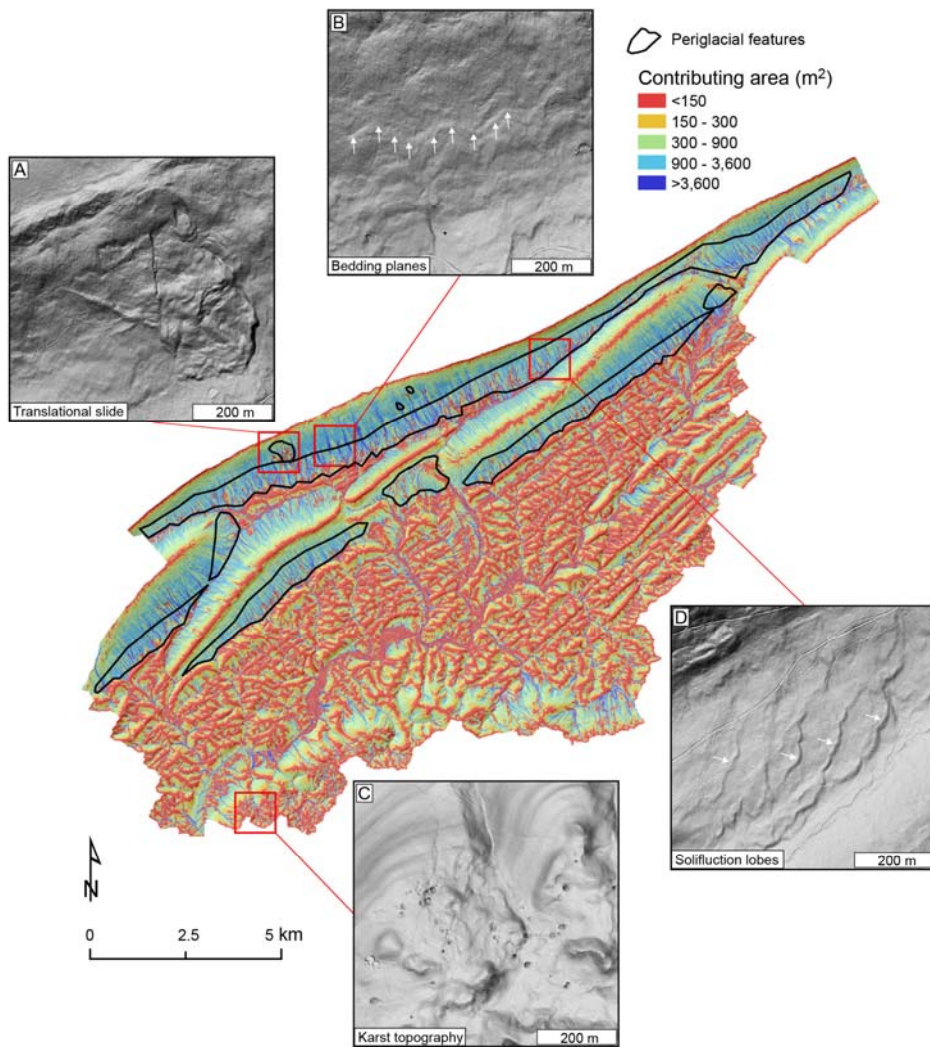 B
Periglacial features
Contributing area (m²)
<150
150 - 300
300 - 900
900 - 3,600
>3,600
Bedding planes
200 m
A
Translational slide
200 m
D
Solifluction lobes
200 m
C
Karst topography
200 m
N
0 2.5 5 km